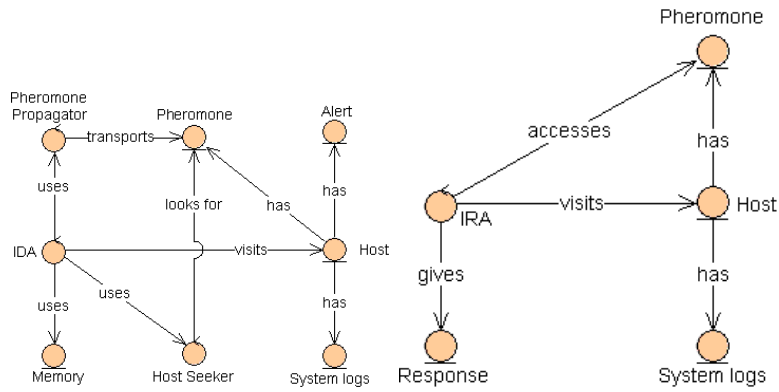 Pheromone
Propagator
Pheromone
Alert
transports
uses
looks for
has
has
IDA
visits
Host
uses
uses
has
Memory
Host Seeker
System logs
Pheromone
accesses
has
IRA
visits
Host
gives
has
Response
System logs